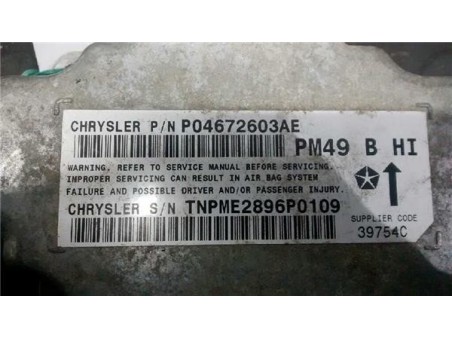 CHRYSLER P/N P04672603AE
PM49 B HI
WARNING, REFER TO SERVICE MANUAL BEFORE SERVICING.
IMPROPER SERVICING CAN RESULT IN AIR BAG SYSTEM
FAILURE AND POSSIBLE DRIVER AND/OR PASSENGER INJURY.
CHRYSLER S/N TNPME2896P0109
SUPPLIER CODE
39754C